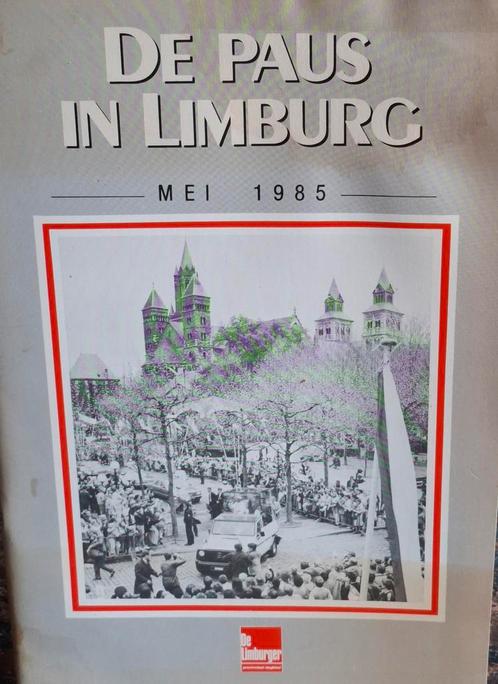 DE PAUS
IN LIMBURG
MEI 1985
De
Limburger